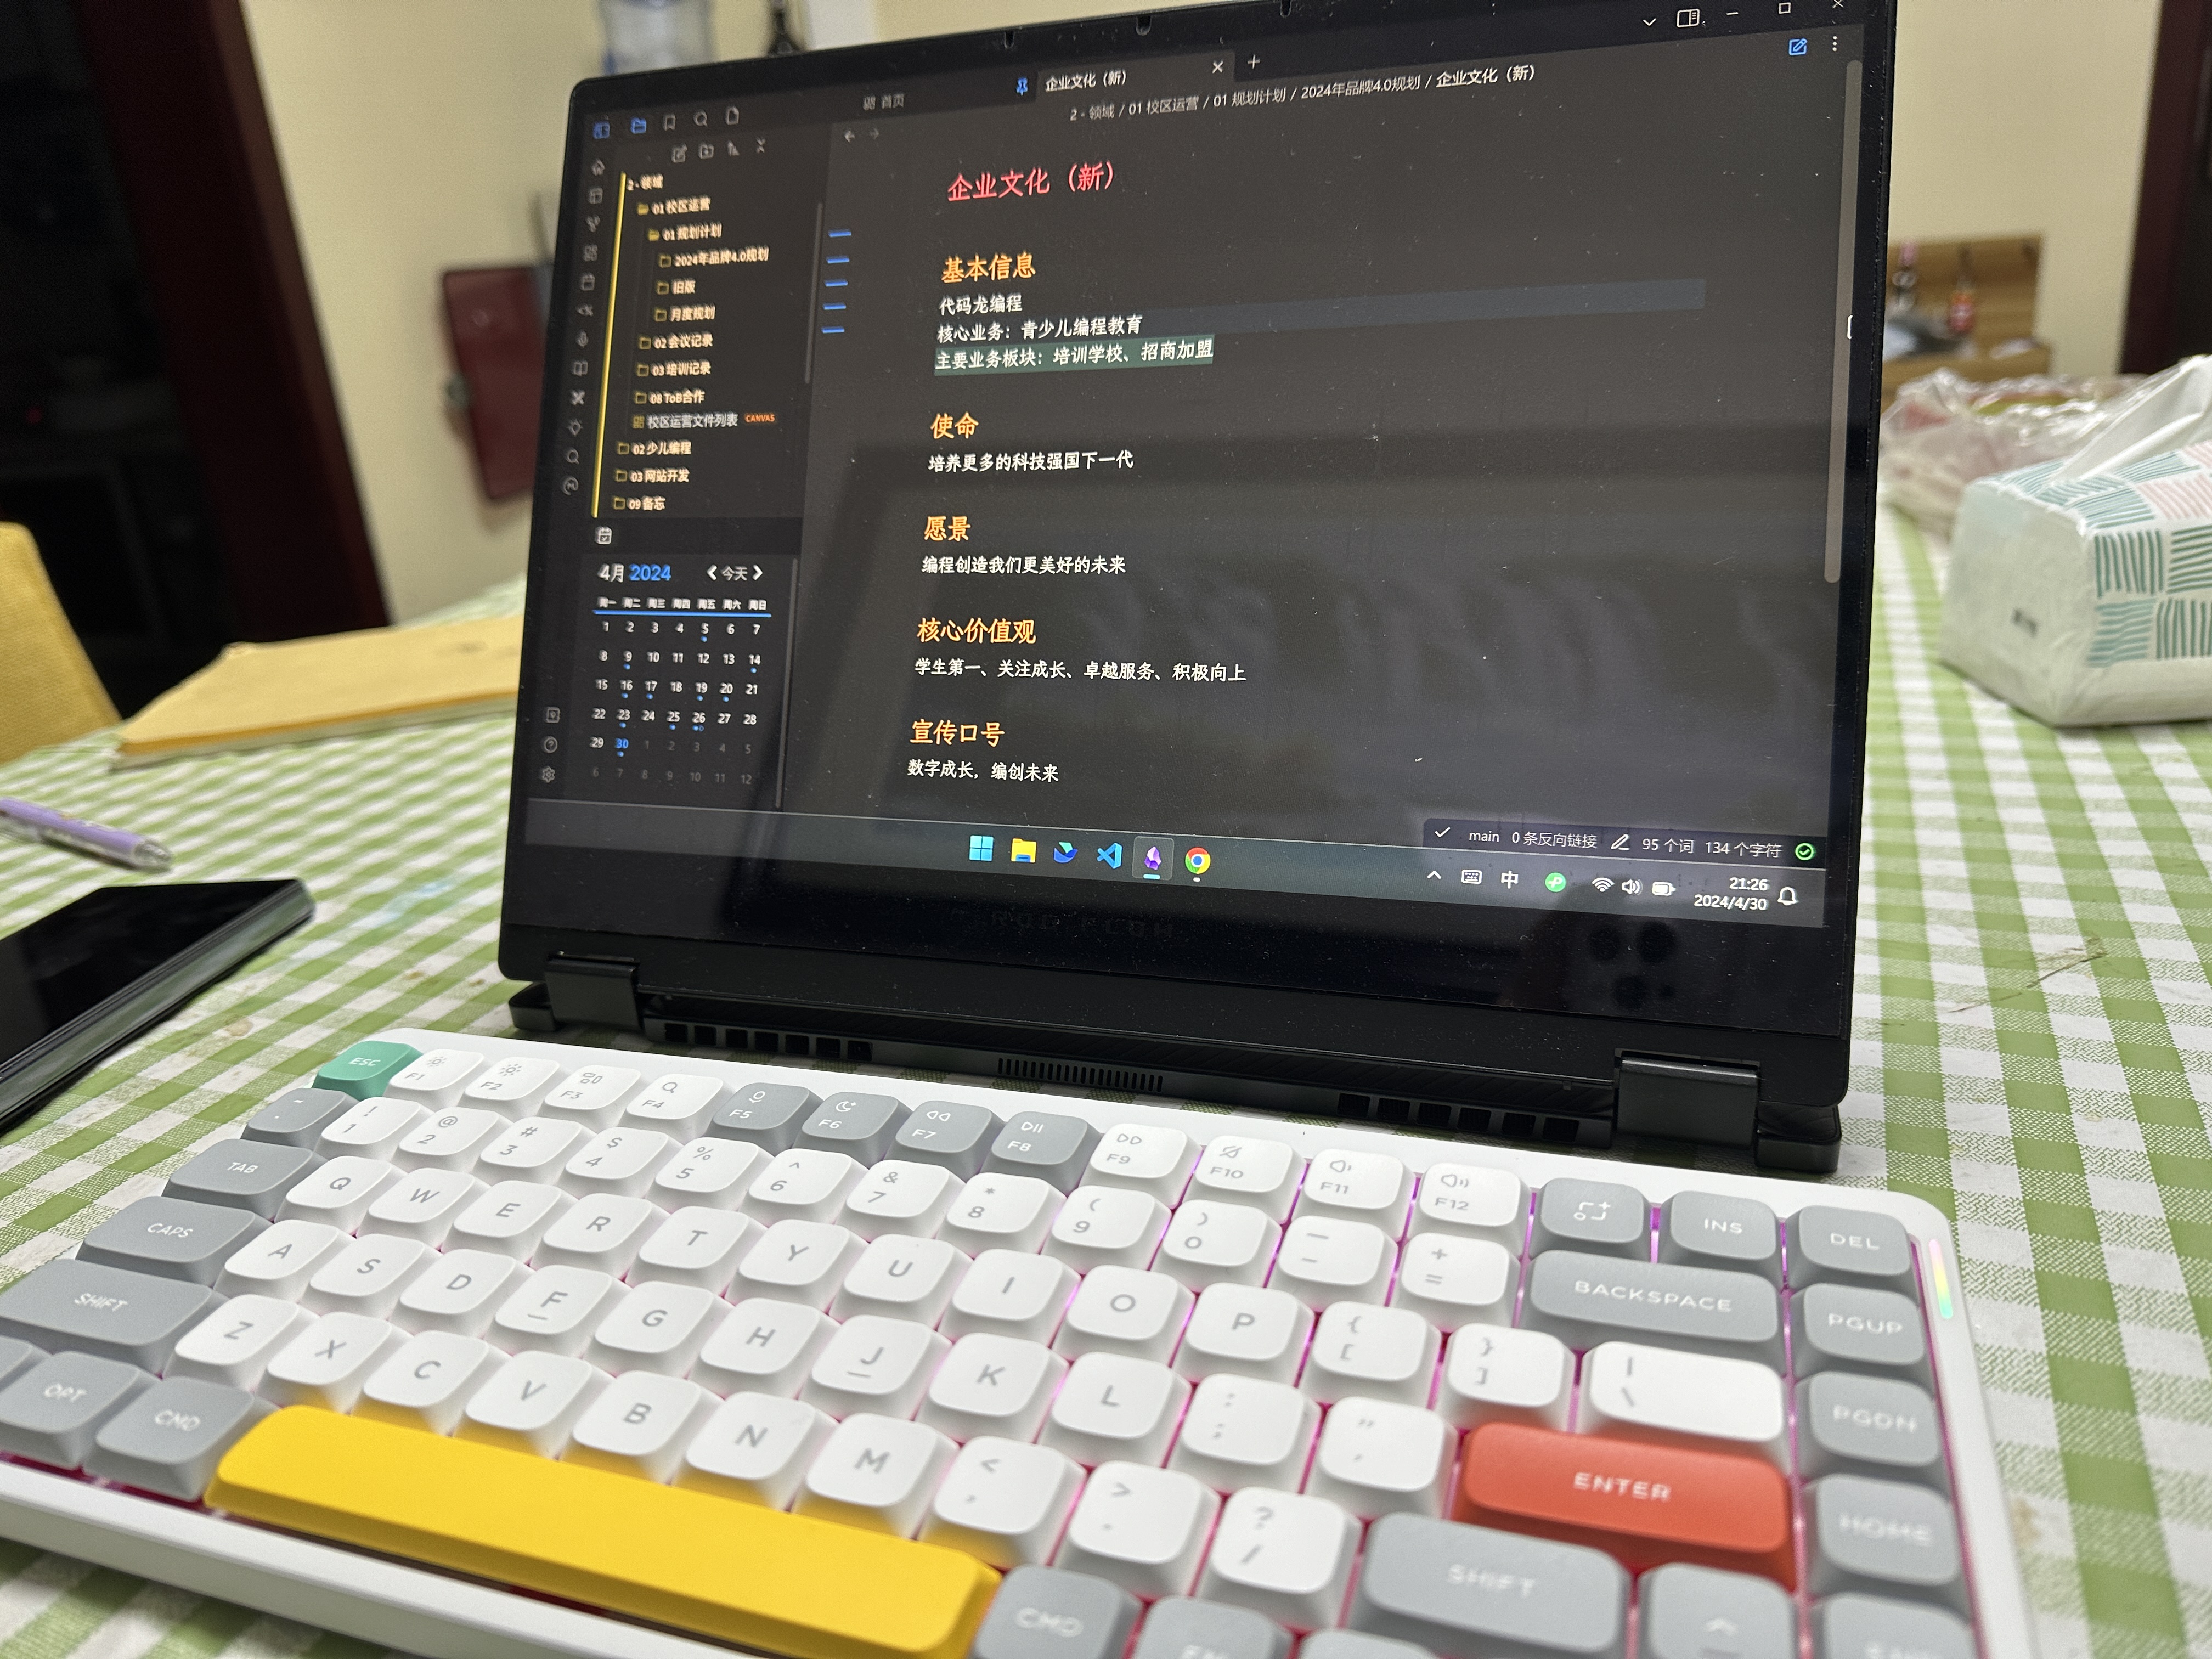 首页
企业文化（新）
2 - 领域 / 01 校区运营 / 01 规划计划 / 2024年品牌4.0规划 / 企业文化（新）
2 - 领域
01 校区运营
01 规划计划
2024年品牌4.0规划
旧版
月度规划
02 会议记录
03 培训记录
08 ToB合作
校区运营文件列表 CANVAS
02 少儿编程
03 网站开发
09 备忘
4月 2024 今天
周一 周二 周三 周四 周五 周六 周日
1 2 3 4 5 6 7
8 9 10 11 12 13 14
15 16 17 18 19 20 21
22 23 24 25 26 27 28
29 30 1 2 3 4 5
6 7 8 9 10 11 12
企业文化（新）
基本信息
代码龙编程
核心业务：青少儿编程教育
主要业务板块：培训学校、招商加盟
使命
培养更多的科技强国下一代
愿景
编程创造我们更美好的未来
核心价值观
学生第一、关注成长、卓越服务、积极向上
宣传口号
数字成长，编创未来
main 0 条反向链接 95 个词 134 个字符
中
21:26
2024/4/30
ROG FLOW
ESC F1 F2 F3 F4 F5 F6 F7 F8 F9 F10 F11 F12 INS DEL
! 1 @ 2 # 3 $ 4 % 5 ^ 6 & 7 * 8 ( 9 ) 0 — - + = BACKSPACE PGUP
TAB Q W E R T Y U I O P { [ } ] | \ PGDN
CAPS A S D F G H J K L : ; " ' ENTER HOME
SHIFT Z X C V B N M < , > . ? / SHIFT
OPT CMD CMD